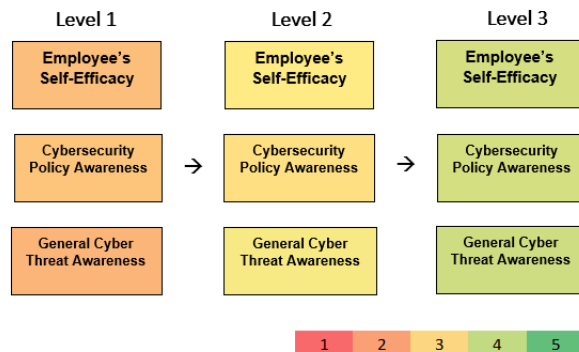 Level 1 Level 2 Level 3
Employee's Self-Efficacy Employee's Self-Efficacy Employee's Self-Efficacy
Cybersecurity Policy Awareness → Cybersecurity Policy Awareness → Cybersecurity Policy Awareness
General Cyber Threat Awareness General Cyber Threat Awareness General Cyber Threat Awareness
1 2 3 4 5